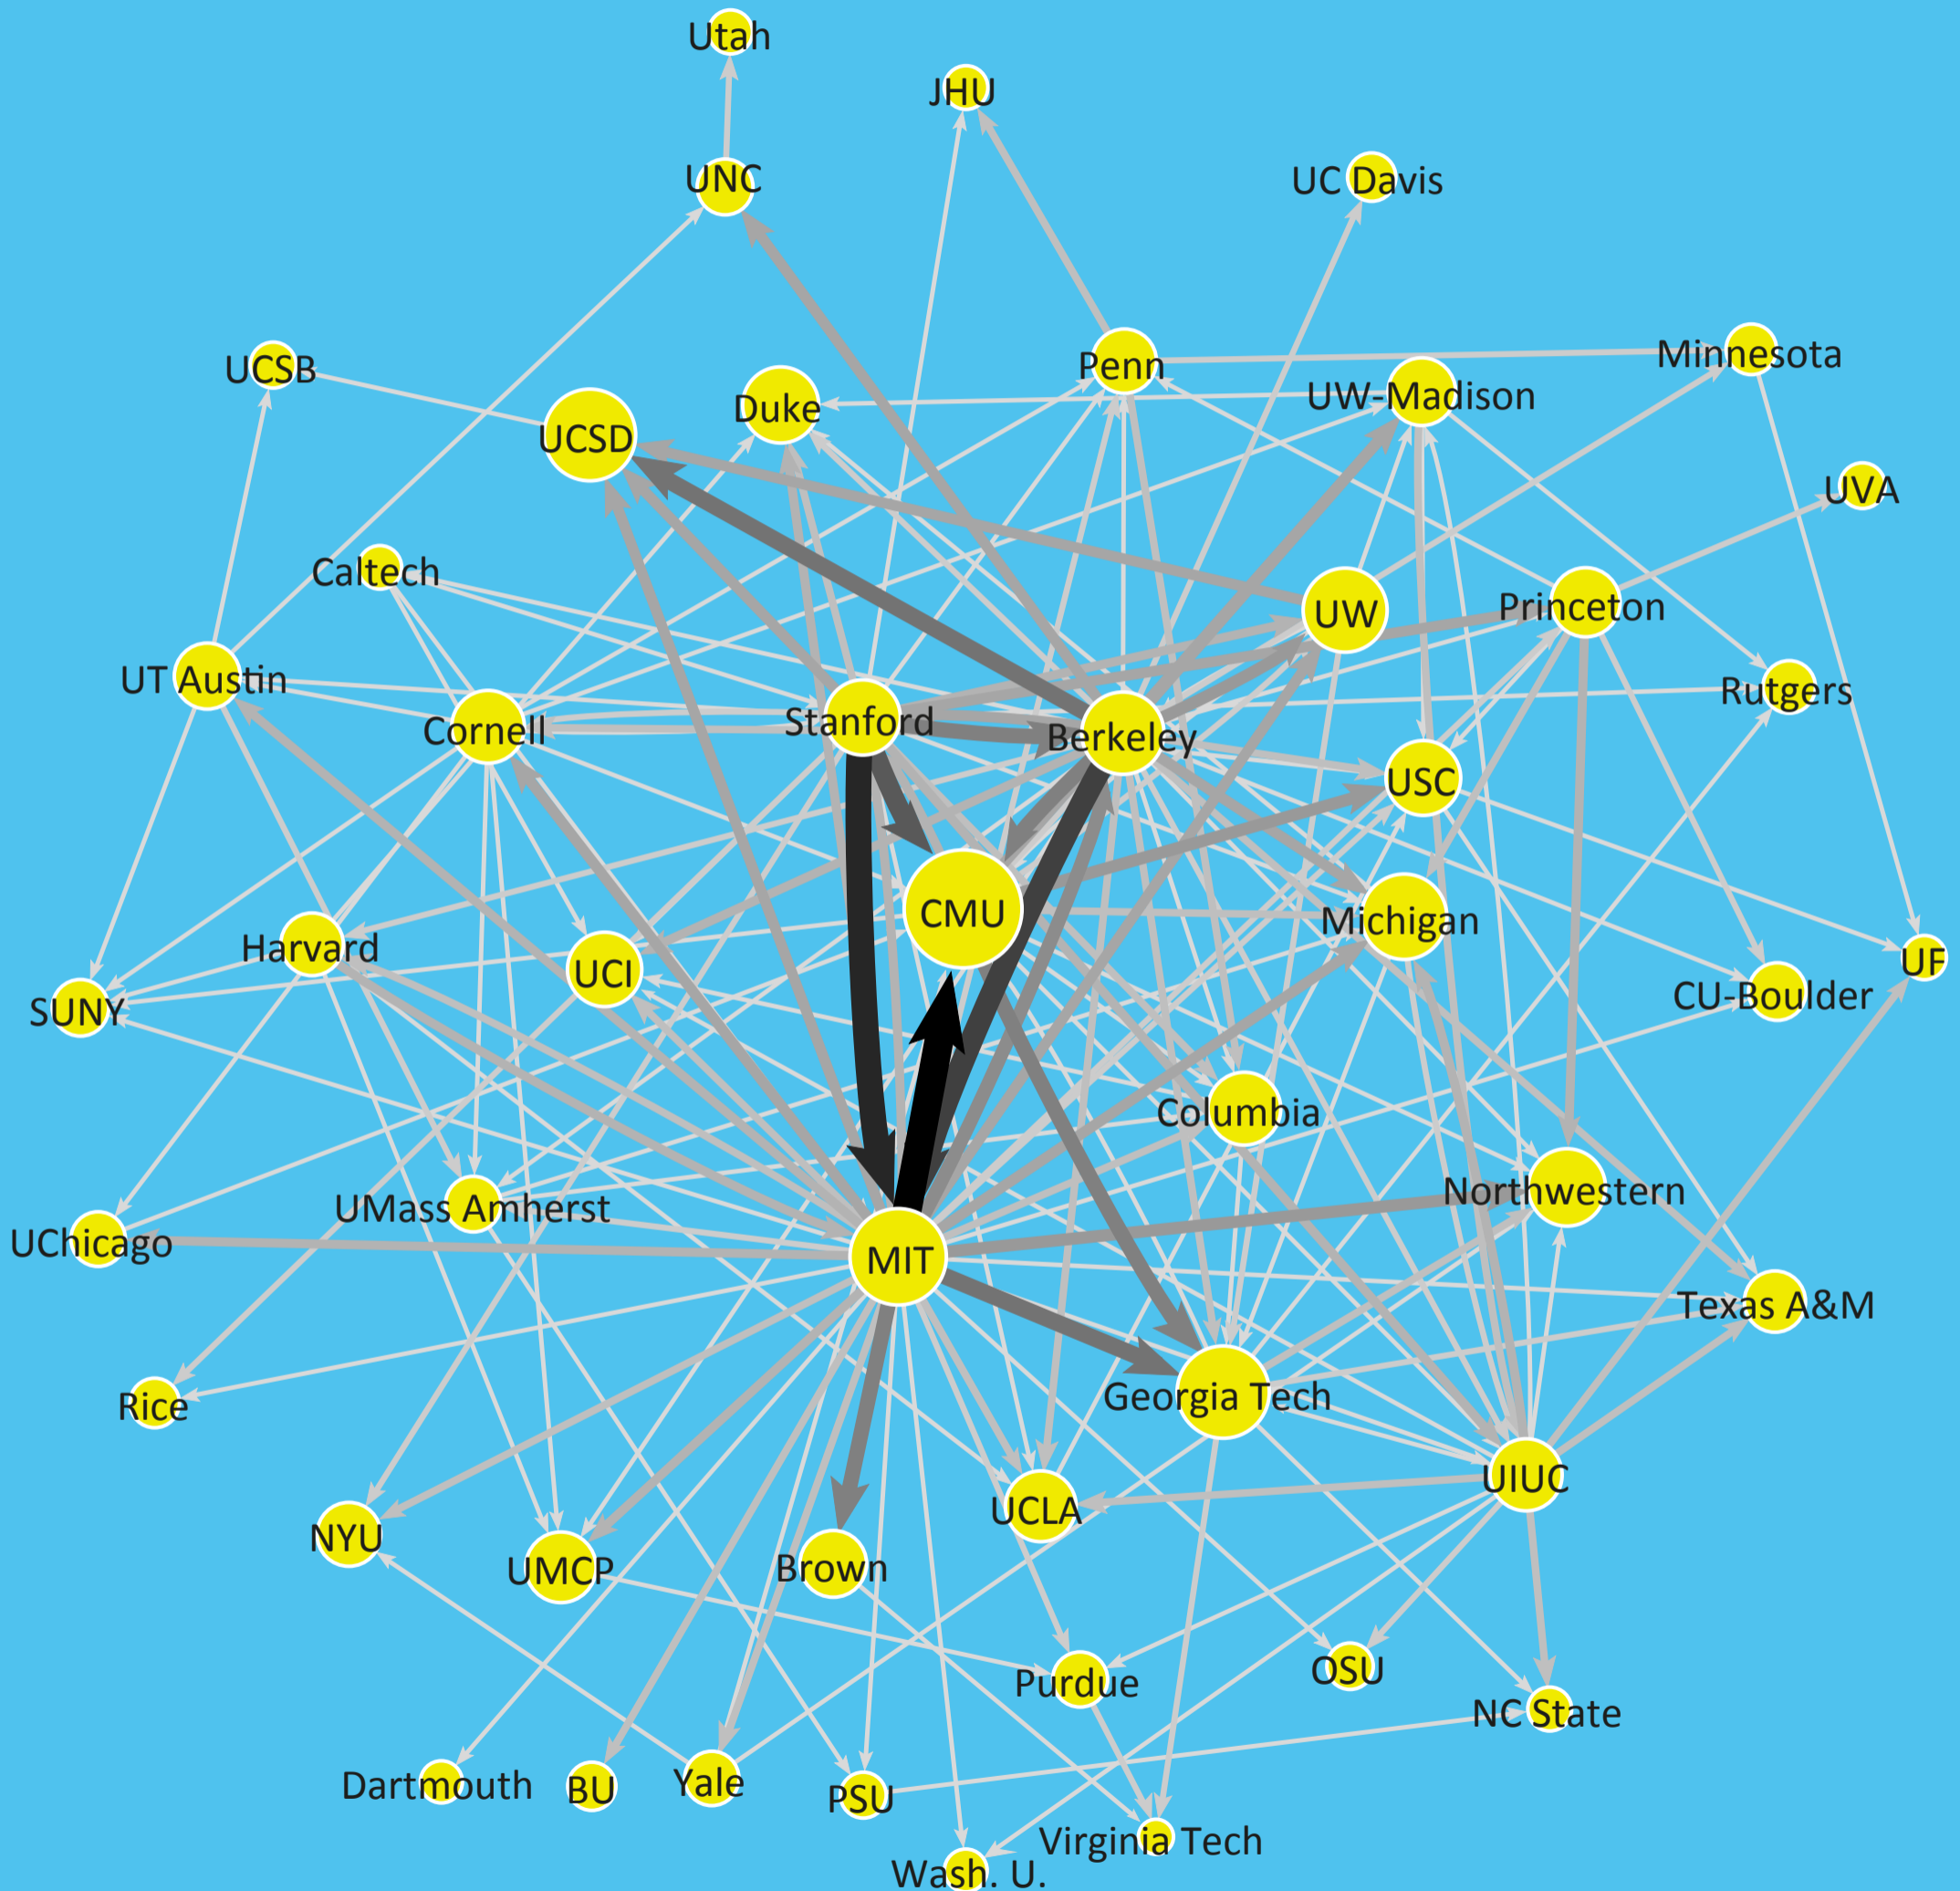 Utah
JHU
UNC
UC Davis
Minnesota
UCSB
Penn
UW-Madison
Duke
UCSD
UVA
Caltech
UW
Princeton
UT Austin
Rutgers
Cornell
Stanford
Berkeley
USC
CMU
Michigan
Harvard
UCI
UF
CU-Boulder
SUNY
Columbia
Northwestern
UMass Amherst
UChicago
MIT
Texas A&M
Georgia Tech
Rice
UIUC
UCLA
NYU
UMCP
Brown
OSU
Purdue
NC State
Dartmouth
BU
Yale
PSU
Virginia Tech
Wash. U.